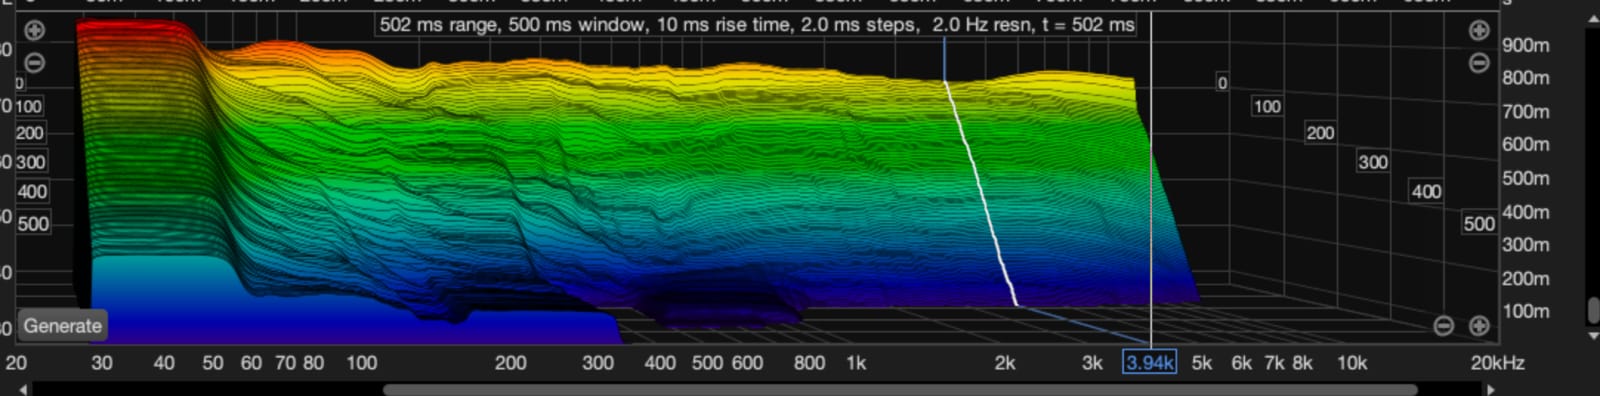 502 ms range, 500 ms window, 10 ms rise time, 2.0 ms steps, 2.0 Hz resn, t = 502 ms
900m
0 0 800m
100 100 700m
200 200 600m
300 300 500m
400 400 400m
500 500 300m
200m
100m
Generate
20 30 40 50 60 70 80 100 200 300 400 500 600 800 1k 2k 3k 3.94k 5k 6k 7k 8k 10k 20kHz